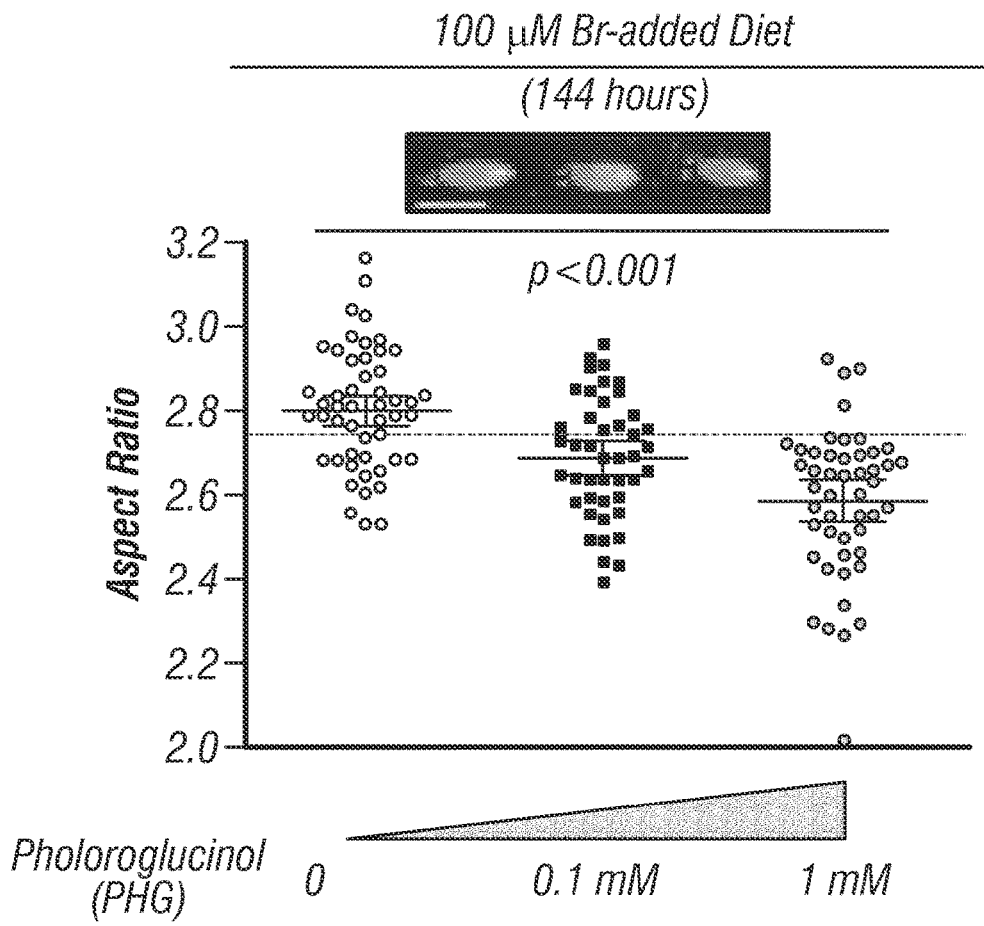 100 μM Br-added Diet
(144 hours)
p<0.001
3.2
3.0
2.8
2.6
2.4
2.2
2.0
Aspect Ratio
Pholoroglucinol
(PHG)
0
0.1 mM
1 mM